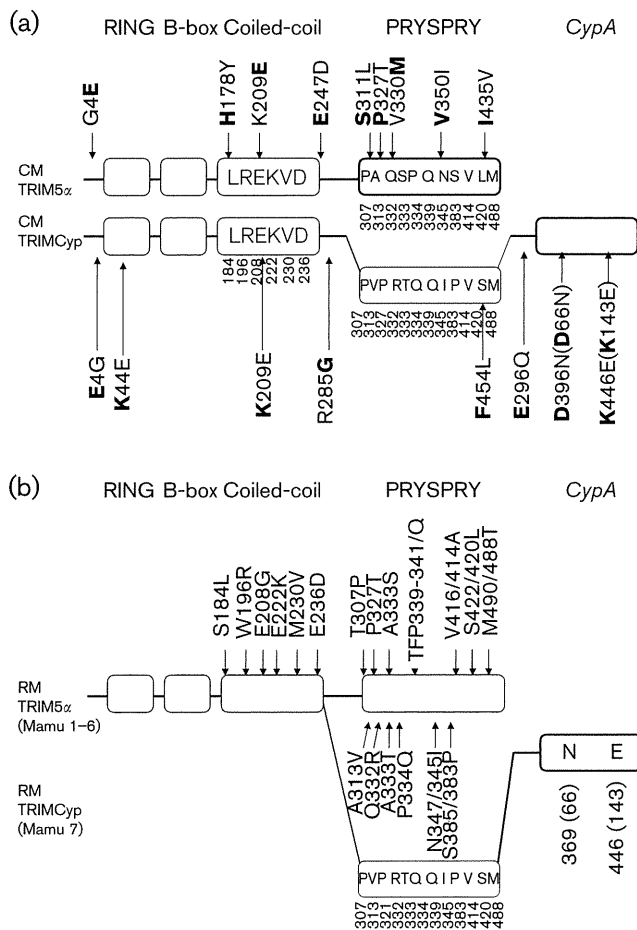 (a)
RING B-box Coiled-coil PRYSPRY CypA
G4E
H178Y
K209E
E247D
S311L
P327T
V330M
V350I
I435V
CM
TRIM5α
LREKVD
PA QSP Q NS V LM
307
313
332
333
334
339
345
383
414
420
488
CM
TRIMCyp
LREKVD
184
196
208
222
230
236
PVP RTQ Q I P V SM
307
313
327
332
333
334
339
345
383
414
420
488
E4G
K44E
K209E
R285G
F454L
E296Q
D396N(D66N)
K446E(K143E)
(b)
RING B-box Coiled-coil PRYSPRY CypA
S184L
W196R
E208G
E222K
M230V
E236D
T307P
P327T
A333S
TFP339-341/Q
V416/414A
S422/420L
M490/488T
RM
TRIM5α
(Mamu 1–6)
A313V
Q332R
A333T
P334Q
N347/345I
S385/383P
RM
TRIMCyp
(Mamu 7)
N E
369 (66)
446 (143)
PVP RTQ Q I P V SM
307
313
321
332
333
334
339
345
383
414
420
488